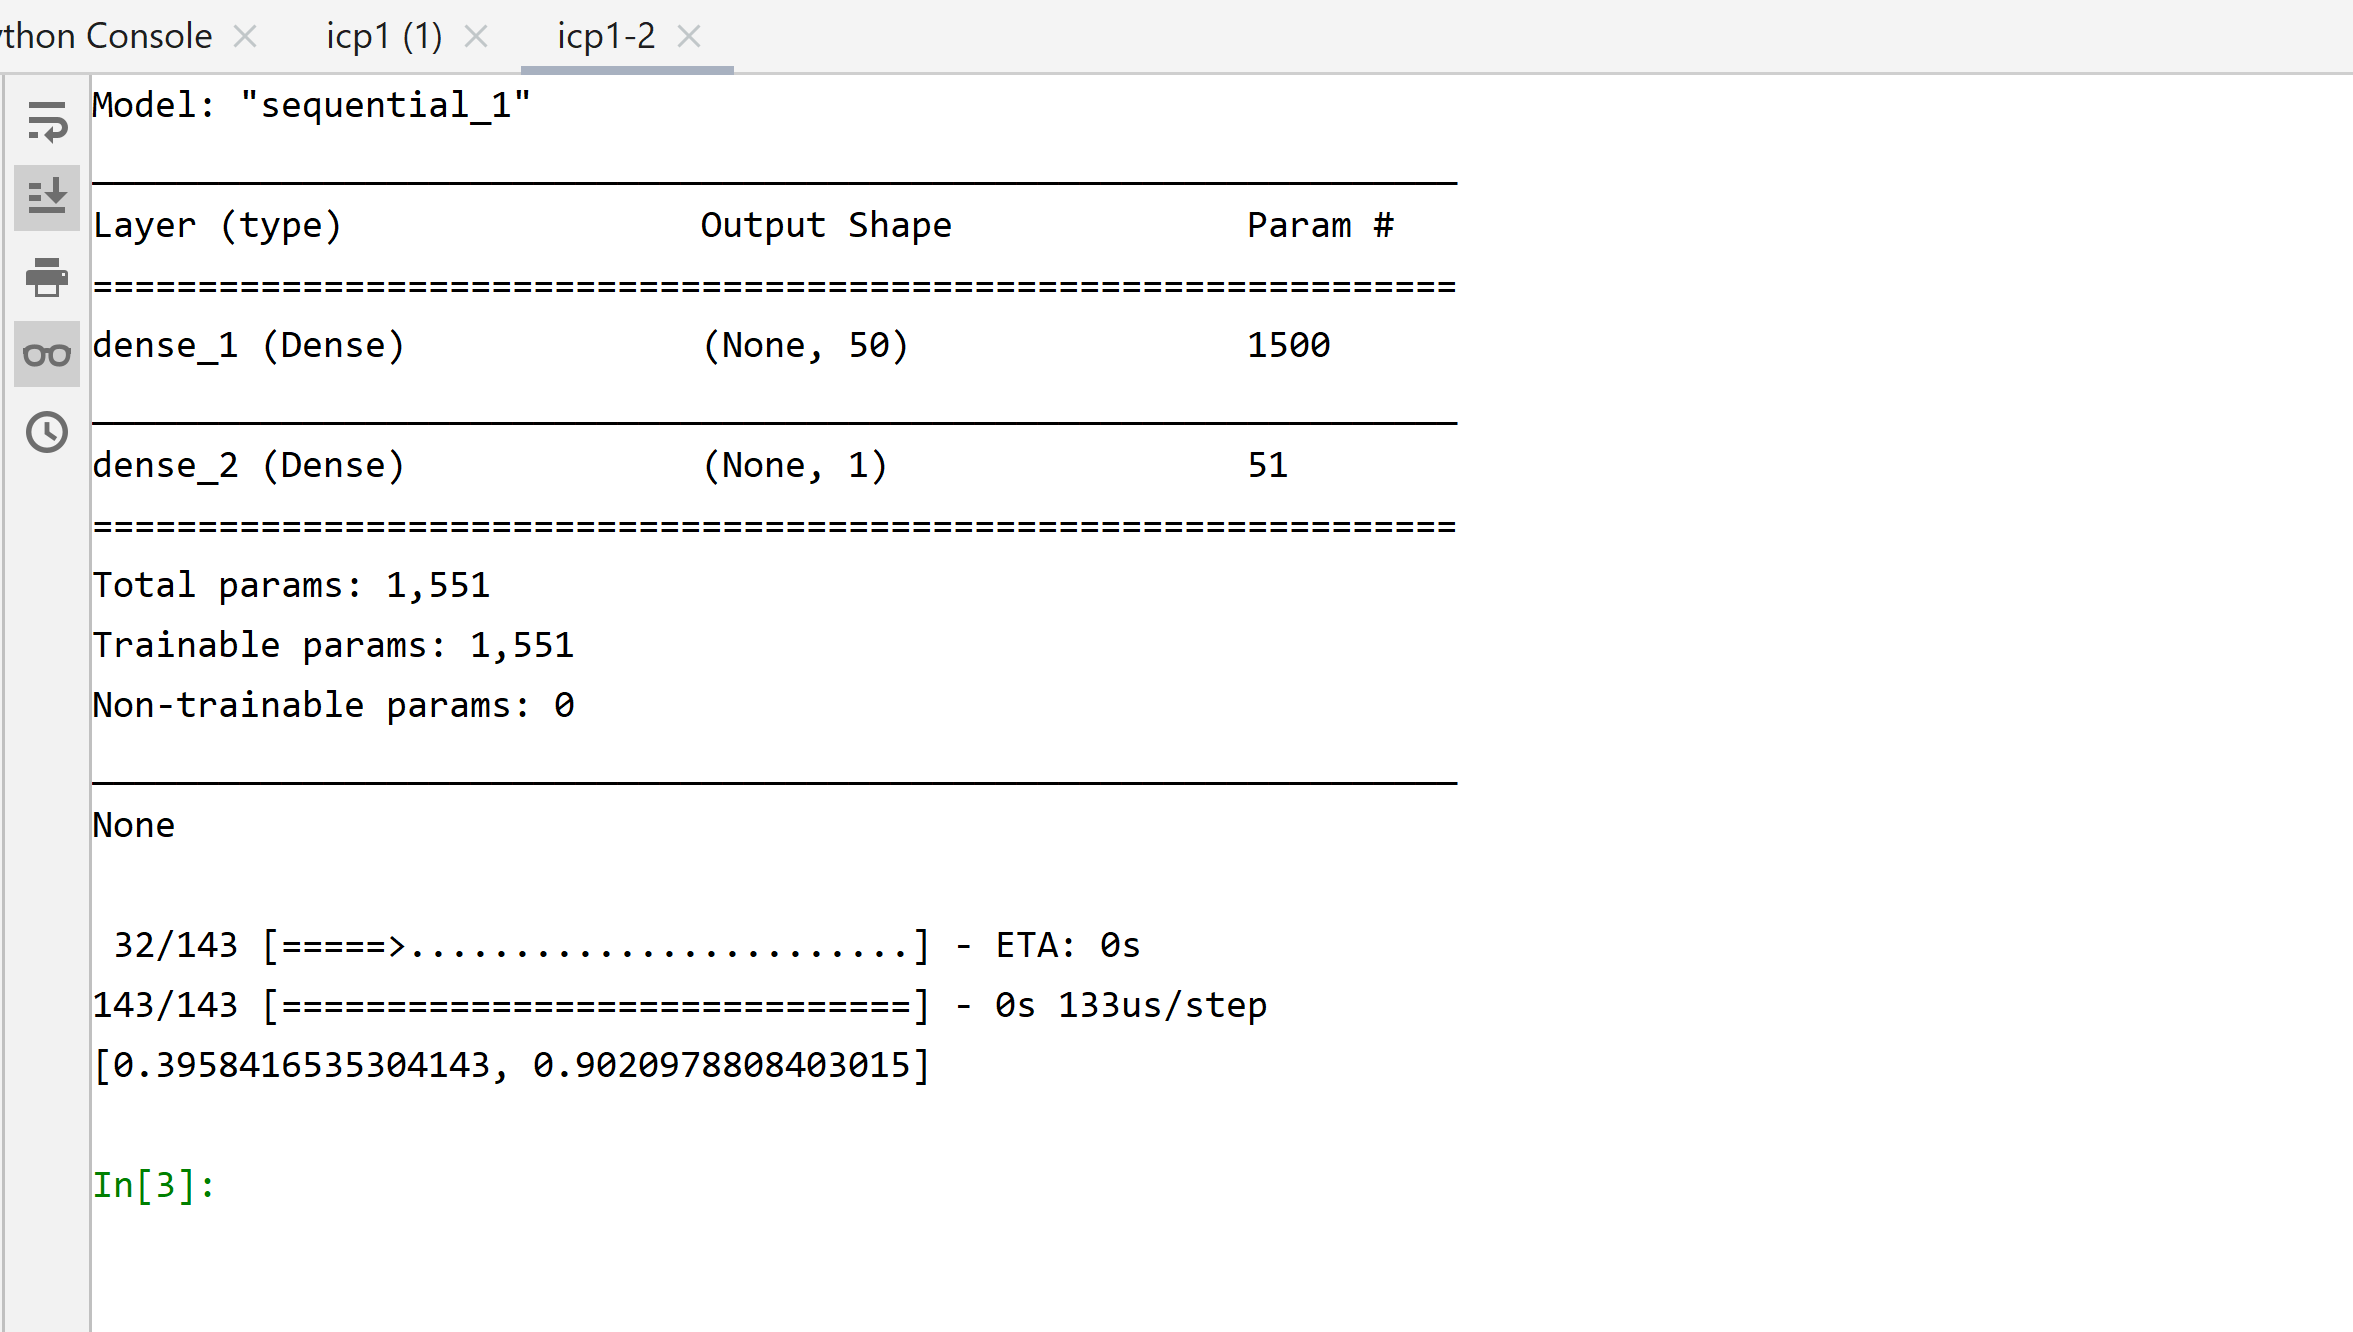 ython Console × icp1 (1) × icp1-2 ×
Model: "sequential_1"
_________________________________________________________________
Layer (type)                 Output Shape              Param #
=================================================================
dense_1 (Dense)              (None, 50)                1500
_________________________________________________________________
dense_2 (Dense)              (None, 1)                 51
=================================================================
Total params: 1,551
Trainable params: 1,551
Non-trainable params: 0
_________________________________________________________________
None
 32/143 [=====>........................] - ETA: 0s
143/143 [==============================] - 0s 133us/step
[0.3958416535304143, 0.9020978808403015]
In[3]: